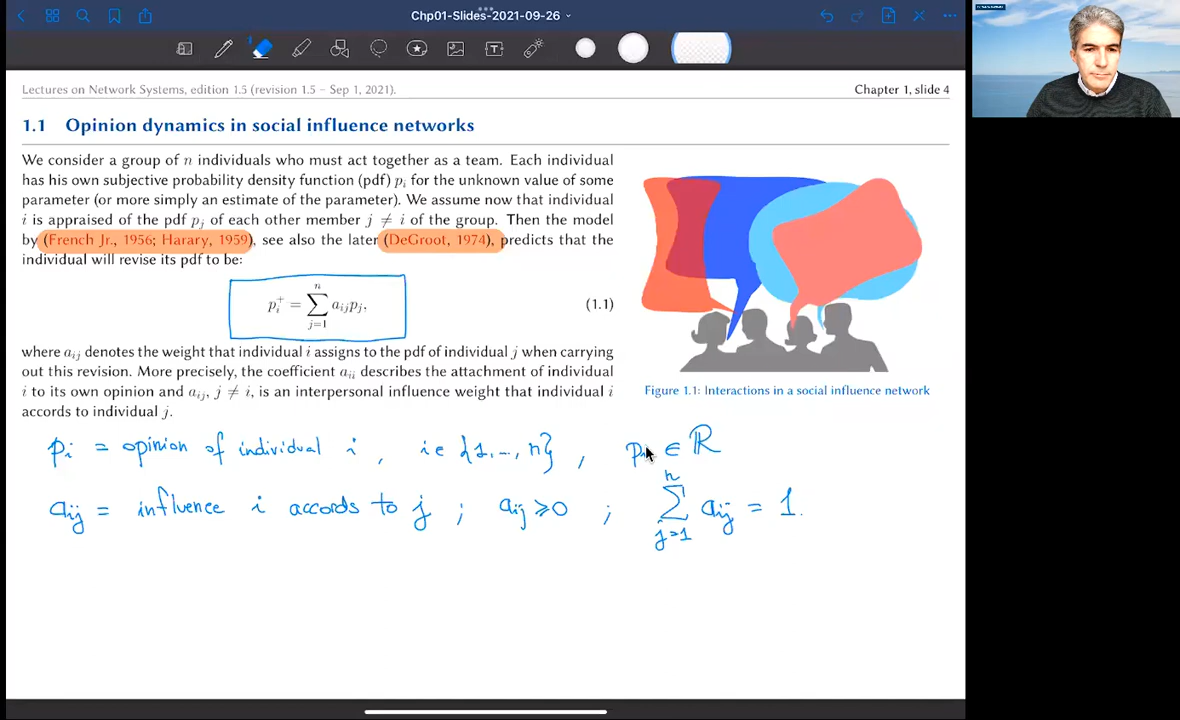 Chp01-Slides-2021-09-26
Lectures on Network Systems, edition 1.5 (revision 1.5 – Sep 1, 2021).
Chapter 1, slide 4
1.1 Opinion dynamics in social influence networks
We consider a group of n individuals who must act together as a team. Each individual
has his own subjective probability density function (pdf) pᵢ for the unknown value of some
parameter (or more simply an estimate of the parameter). We assume now that individual
i is appraised of the pdf pⱼ of each other member j ≠ i of the group. Then the model
by (French Jr., 1956; Harary, 1959), see also the later (DeGroot, 1974), predicts that the
individual will revise its pdf to be:
pᵢ⁺ = ∑ⱼ₌₁ⁿ aᵢⱼpⱼ, (1.1)
where aᵢⱼ denotes the weight that individual i assigns to the pdf of individual j when carrying
out this revision. More precisely, the coefficient aᵢᵢ describes the attachment of individual
i to its own opinion and aᵢⱼ, j ≠ i, is an interpersonal influence weight that individual i
accords to individual j.
Figure 1.1: Interactions in a social influence network
pᵢ = opinion of individual i, i ∈ {1,..., n}, pᵢ ∈ ℝ
aᵢⱼ = influence i accords to j ; aᵢⱼ ≥ 0 ; ∑ⱼ₌₁ⁿ aᵢⱼ = 1.